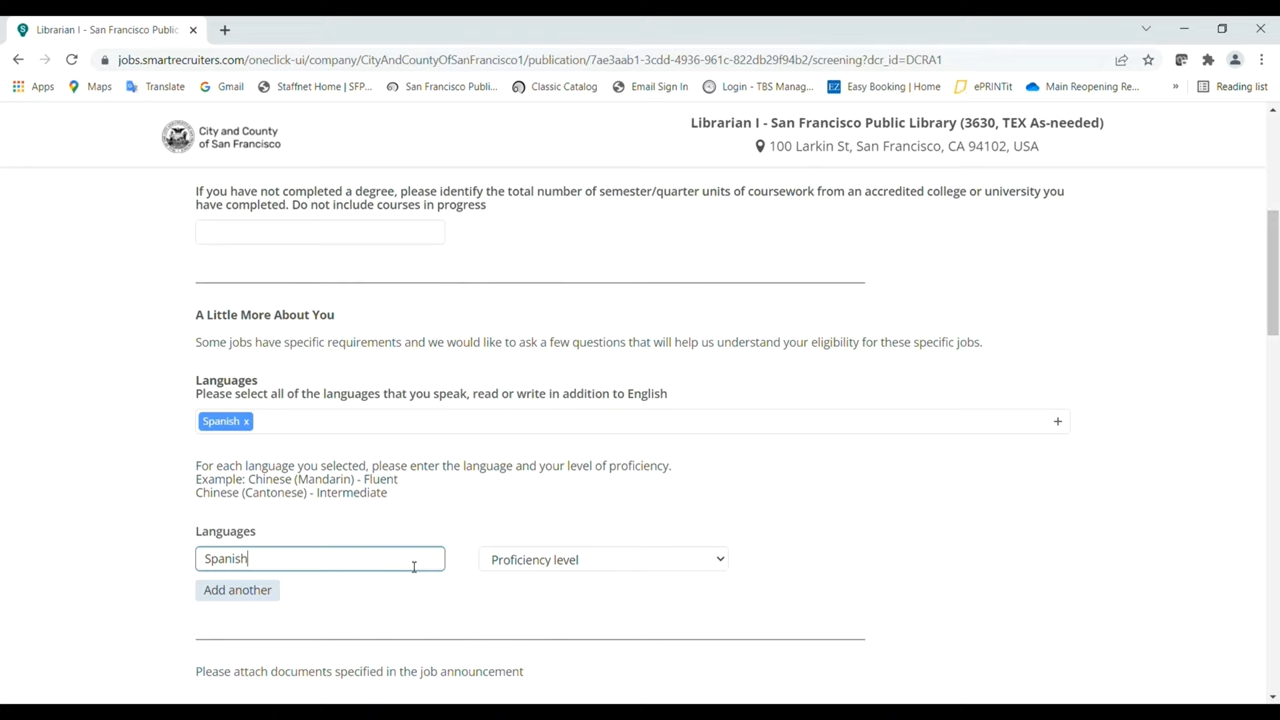 Librarian I - San Francisco Public
jobs.smartrecruiters.com/oneclick-ui/company/CityAndCountyOfSanFrancisco1/publication/7ae3aab1-3cdd-4936-961c-822db29f94b2/screening?dcr_id=DCRA1
Apps Maps Translate Gmail Staffnet Home | SFP... San Francisco Publi... Classic Catalog Email Sign In Login - TBS Manag... Easy Booking | Home ePRINTit Main Reopening Re... » Reading list
City and County
of San Francisco
Librarian I - San Francisco Public Library (3630, TEX As-needed)
100 Larkin St, San Francisco, CA 94102, USA
If you have not completed a degree, please identify the total number of semester/quarter units of coursework from an accredited college or university you
have completed. Do not include courses in progress
A Little More About You
Some jobs have specific requirements and we would like to ask a few questions that will help us understand your eligibility for these specific jobs.
Languages
Please select all of the languages that you speak, read or write in addition to English
Spanish x
For each language you selected, please enter the language and your level of proficiency.
Example: Chinese (Mandarin) - Fluent
Chinese (Cantonese) - Intermediate
Languages
Spanish Proficiency level
Add another
Please attach documents specified in the job announcement